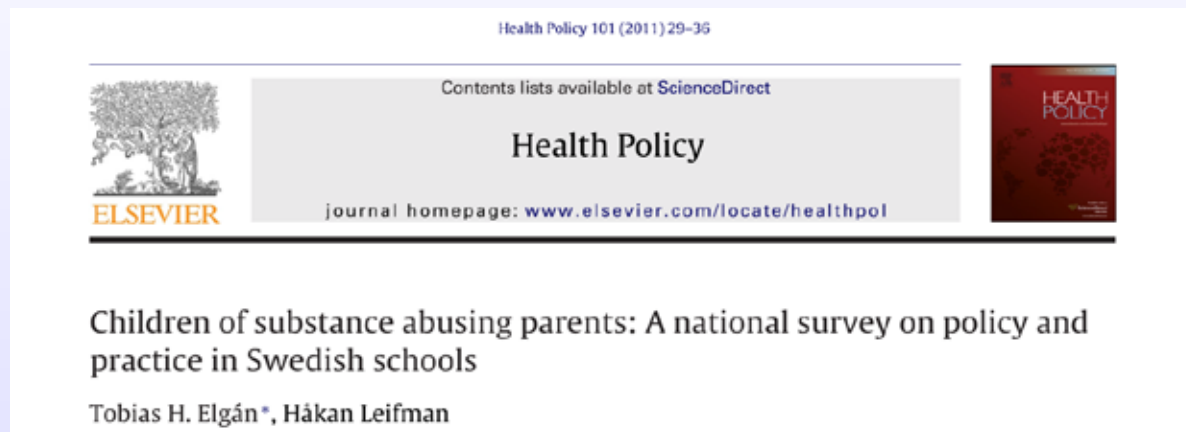 Health Policy 101 (2011) 29–36
Contents lists available at ScienceDirect
Health Policy
journal homepage: www.elsevier.com/locate/healthpol
ELSEVIER
HEALTH
POLICY
Children of substance abusing parents: A national survey on policy and
practice in Swedish schools
Tobias H. Elgán*, Håkan Leifman